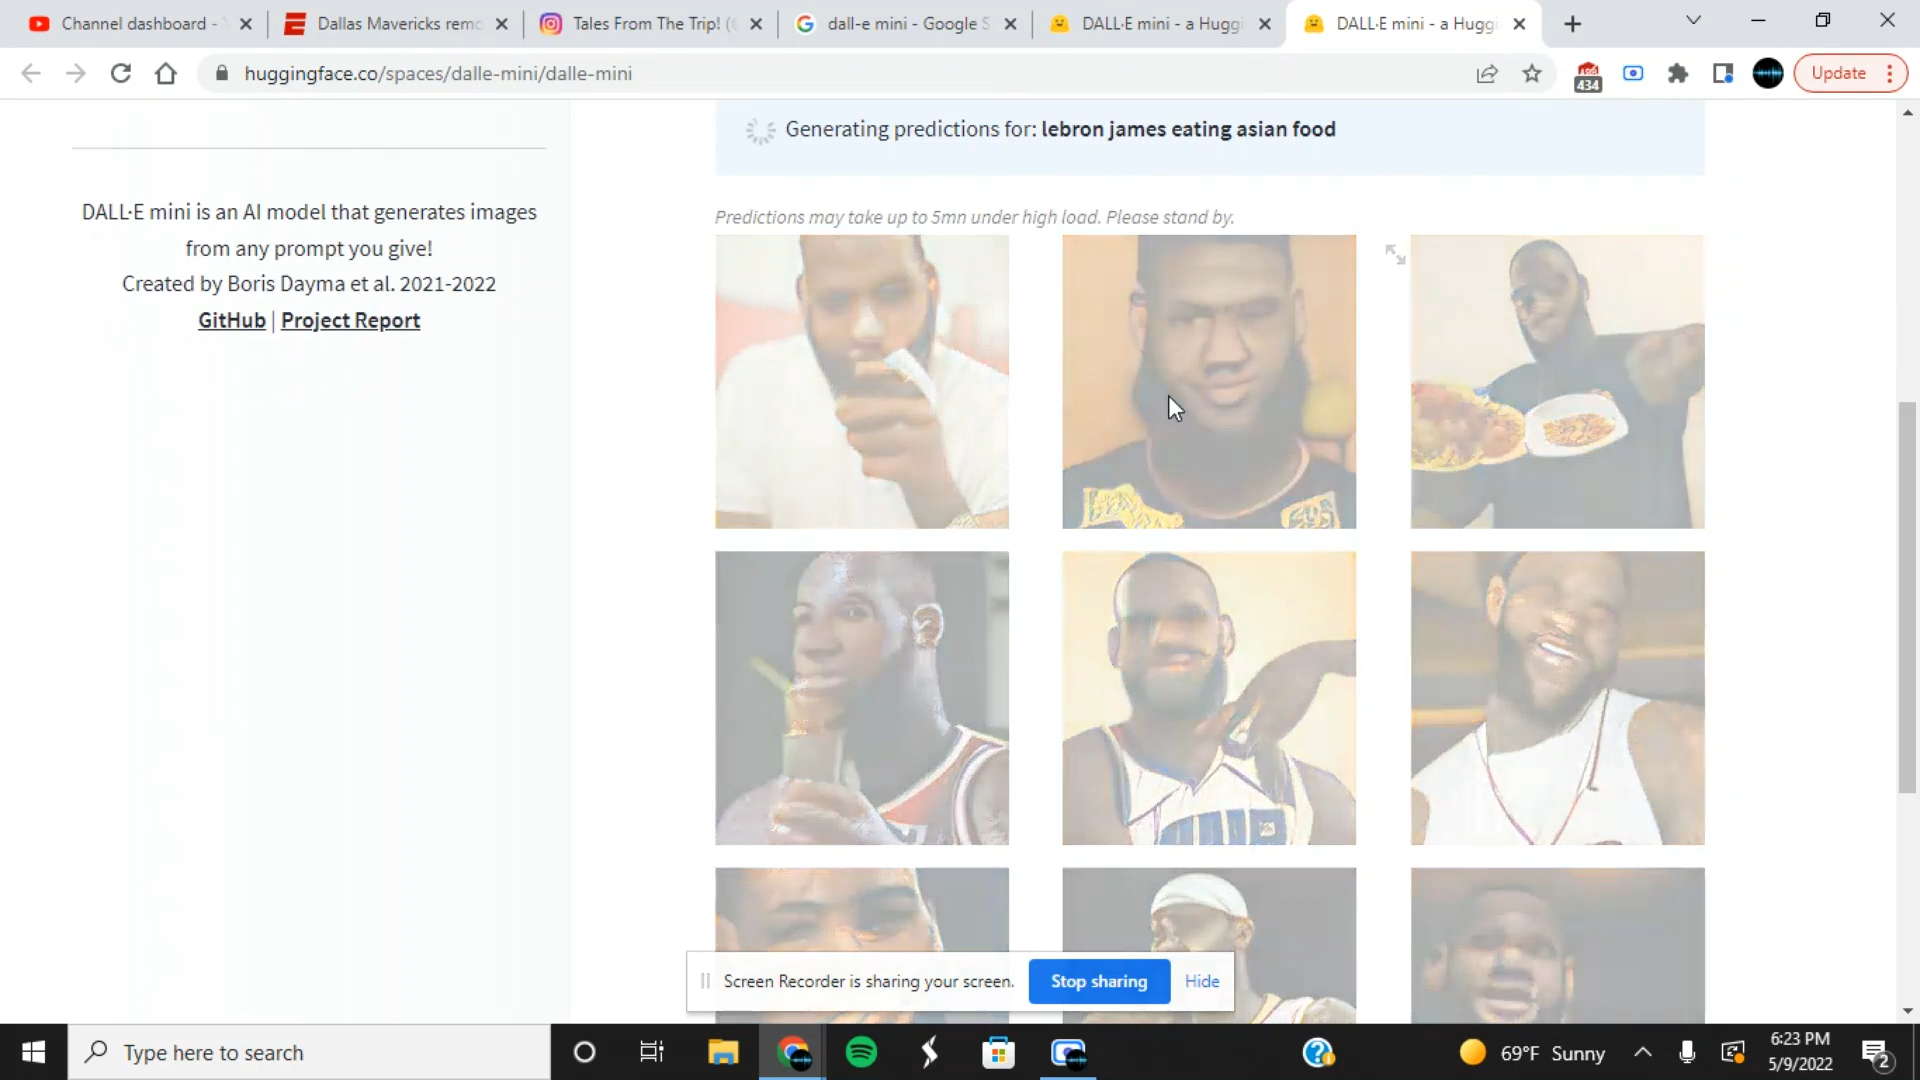 Channel dashboard -
Dallas Mavericks remo
Tales From The Trip! (
dall-e mini - Google S
DALL·E mini - a Huggi
DALL·E mini - a Huggi
huggingface.co/spaces/dalle-mini/dalle-mini
434
Update
DALL·E mini is an AI model that generates images
from any prompt you give!
Created by Boris Dayma et al. 2021-2022
GitHub | Project Report
Generating predictions for: lebron james eating asian food
Predictions may take up to 5mn under high load. Please stand by.
Screen Recorder is sharing your screen.
Stop sharing
Hide
Type here to search
69°F Sunny
6:23 PM
5/9/2022
2